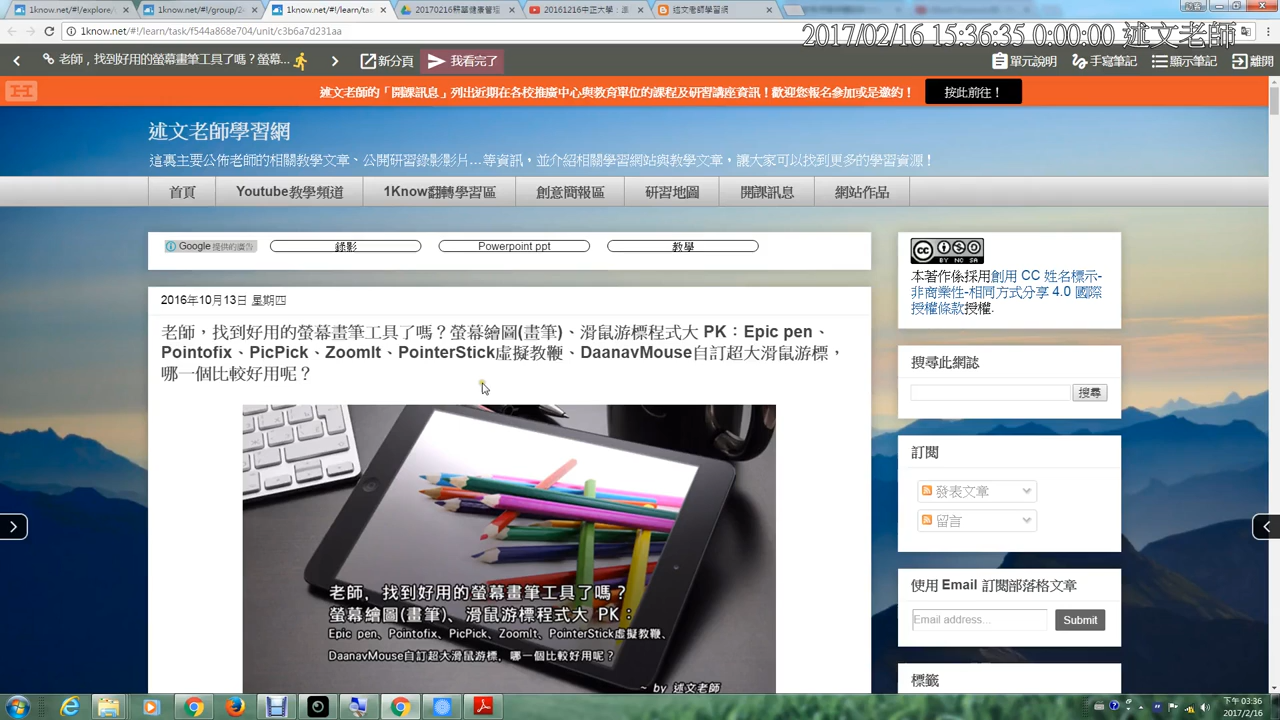 1know.net/#!/explore/
1know.net/#!/group/2
1know.net/#!/learn/tas
1know.net/#!/learn/task/f544a868e704/unit/c3b6a7d231aa
2017/02/16 15:36:35 0:00:00 述文老師
老師，找到好用的螢幕畫筆工具了嗎？螢幕...
新分頁
我看完了
單元說明
手寫筆記
顯示筆記
離開
述文老師的「開課訊息」列出近期在各校推廣中心與教育單位的課程及研習講座資訊！歡迎您報名參加或是邀約！
按此前往！
述文老師學習網
這裏主要公佈老師的相關教學文章、公開研習錄影影片...等資訊，並介紹相關學習網站與教學文章，讓大家可以找到更多的學習資源！
首頁
Youtube教學頻道
1Know翻轉學習區
創意簡報區
研習地圖
開課訊息
網站作品
Google 提供的廣告
錄影
Powerpoint ppt
教學
2016年10月13日 星期四
老師，找到好用的螢幕畫筆工具了嗎？螢幕繪圖(畫筆)、滑鼠游標程式大 PK：Epic pen、
Pointofix、PicPick、ZoomIt、PointerStick虛擬教鞭、DaanavMouse自訂超大滑鼠游標，
哪一個比較好用呢？
老師，找到好用的螢幕畫筆工具了嗎？
螢幕繪圖(畫筆)、滑鼠游標程式大 PK：
Epic pen、Pointofix、PicPick、ZoomIt、PointerStick虛擬教鞭、
DaanavMouse自訂超大滑鼠游標，哪一個比較好用呢？
~ by 述文老師
cc BY NC SA
本著作係採用創用 CC 姓名標示-
非商業性-相同方式分享 4.0 國際
授權條款授權.
搜尋此網誌
搜尋
訂閱
發表文章
留言
使用 Email 訂閱部落格文章
Email address...
Submit
標籤
下午 03:36
2017/2/16